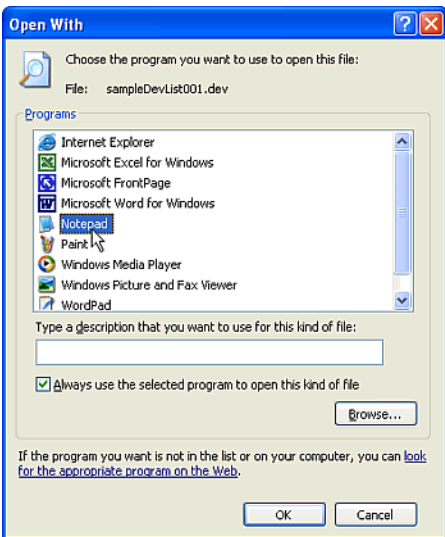 Open With
Choose the program you want to use to open this file:
File: sampleDevList001.dev
Programs
Internet Explorer
Microsoft Excel for Windows
Microsoft FrontPage
Microsoft Word for Windows
Notepad
Paint
Windows Media Player
Windows Picture and Fax Viewer
WordPad
Type a description that you want to use for this kind of file:
Always use the selected program to open this kind of file
Browse...
If the program you want is not in the list or on your computer, you can look
for the appropriate program on the Web.
OK Cancel